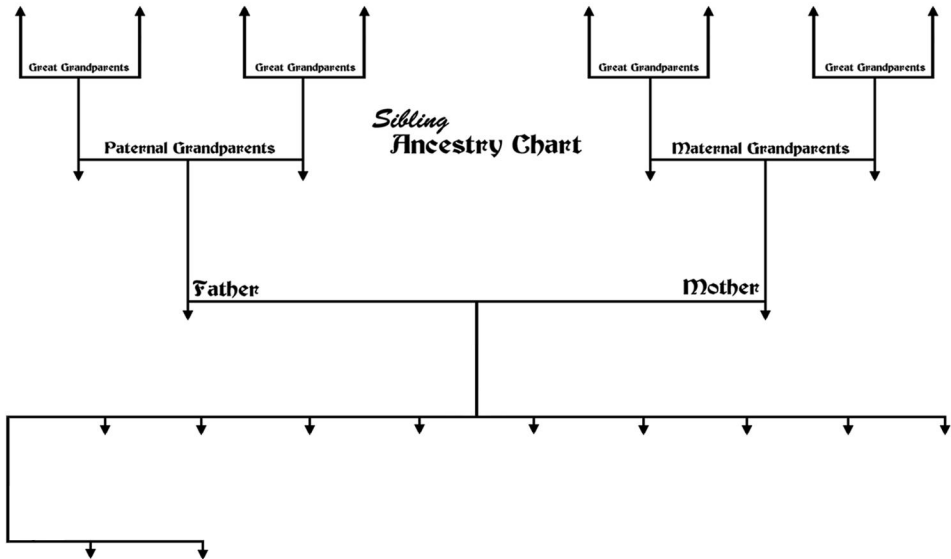 Great Grandparents
Great Grandparents
Great Grandparents
Great Grandparents
Sibling
Ancestry Chart
Paternal Grandparents
Maternal Grandparents
Father
Mother